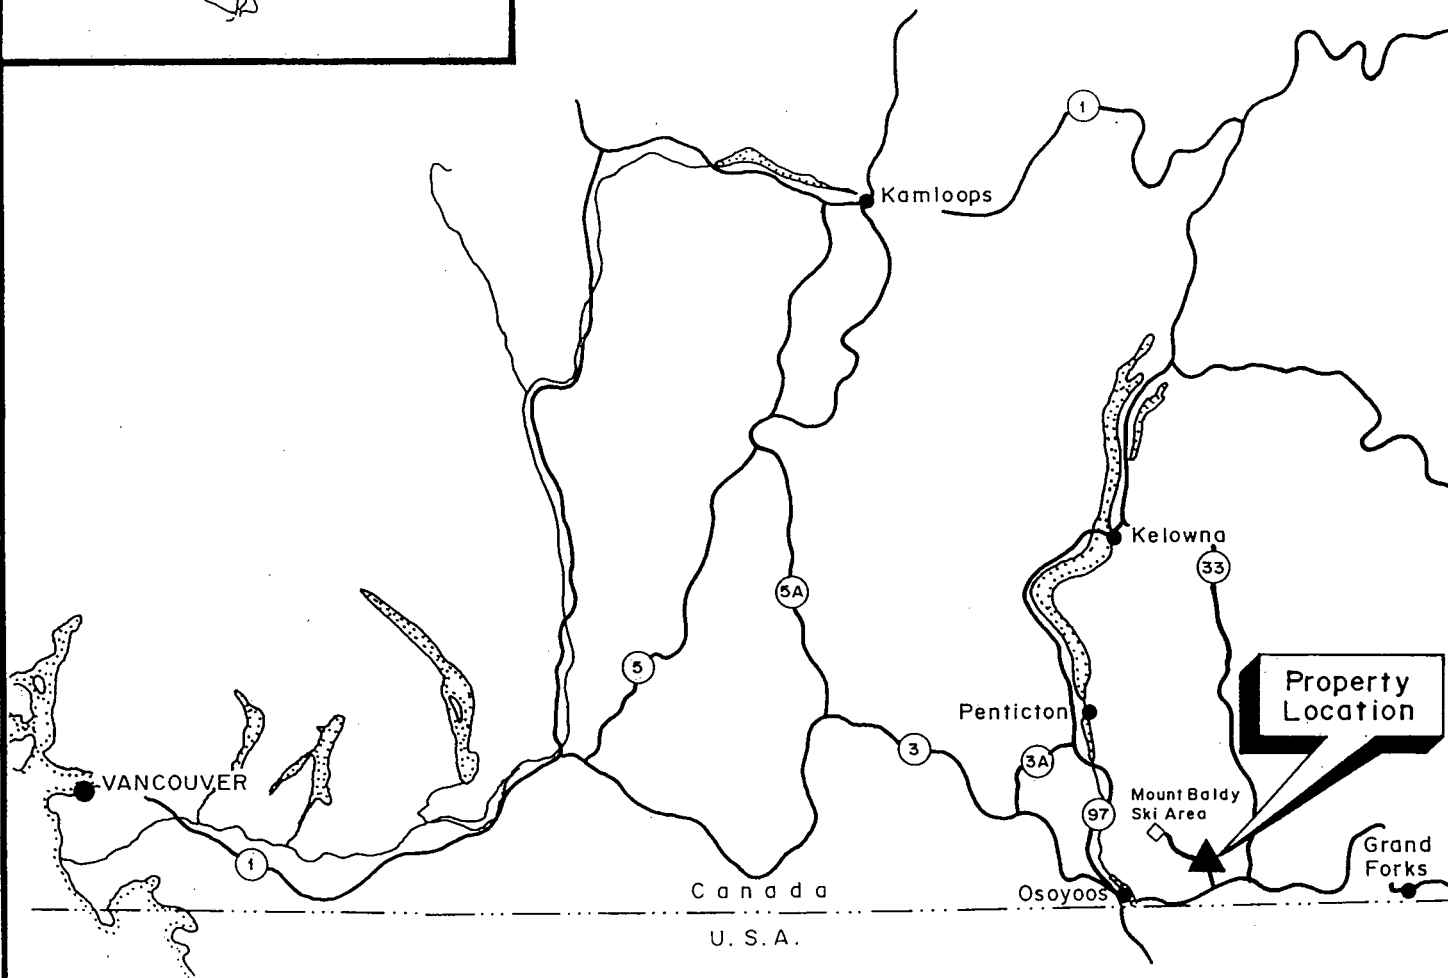 1
Kamloops
Kelowna
33
5A
5
Property
Location
Penticton
3
3A
Mount Baldy
Ski Area
97
VANCOUVER
1
Grand
Forks
Canada
Osoyoos
U.S.A.